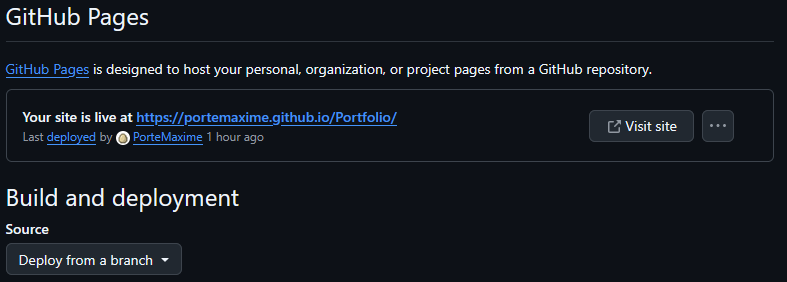 GitHub Pages
GitHub Pages is designed to host your personal, organization, or project pages from a GitHub repository.
Your site is live at https://portemaxime.github.io/Portfolio/
Last deployed by PorteMaxime 1 hour ago
Visit site
Build and deployment
Source
Deploy from a branch